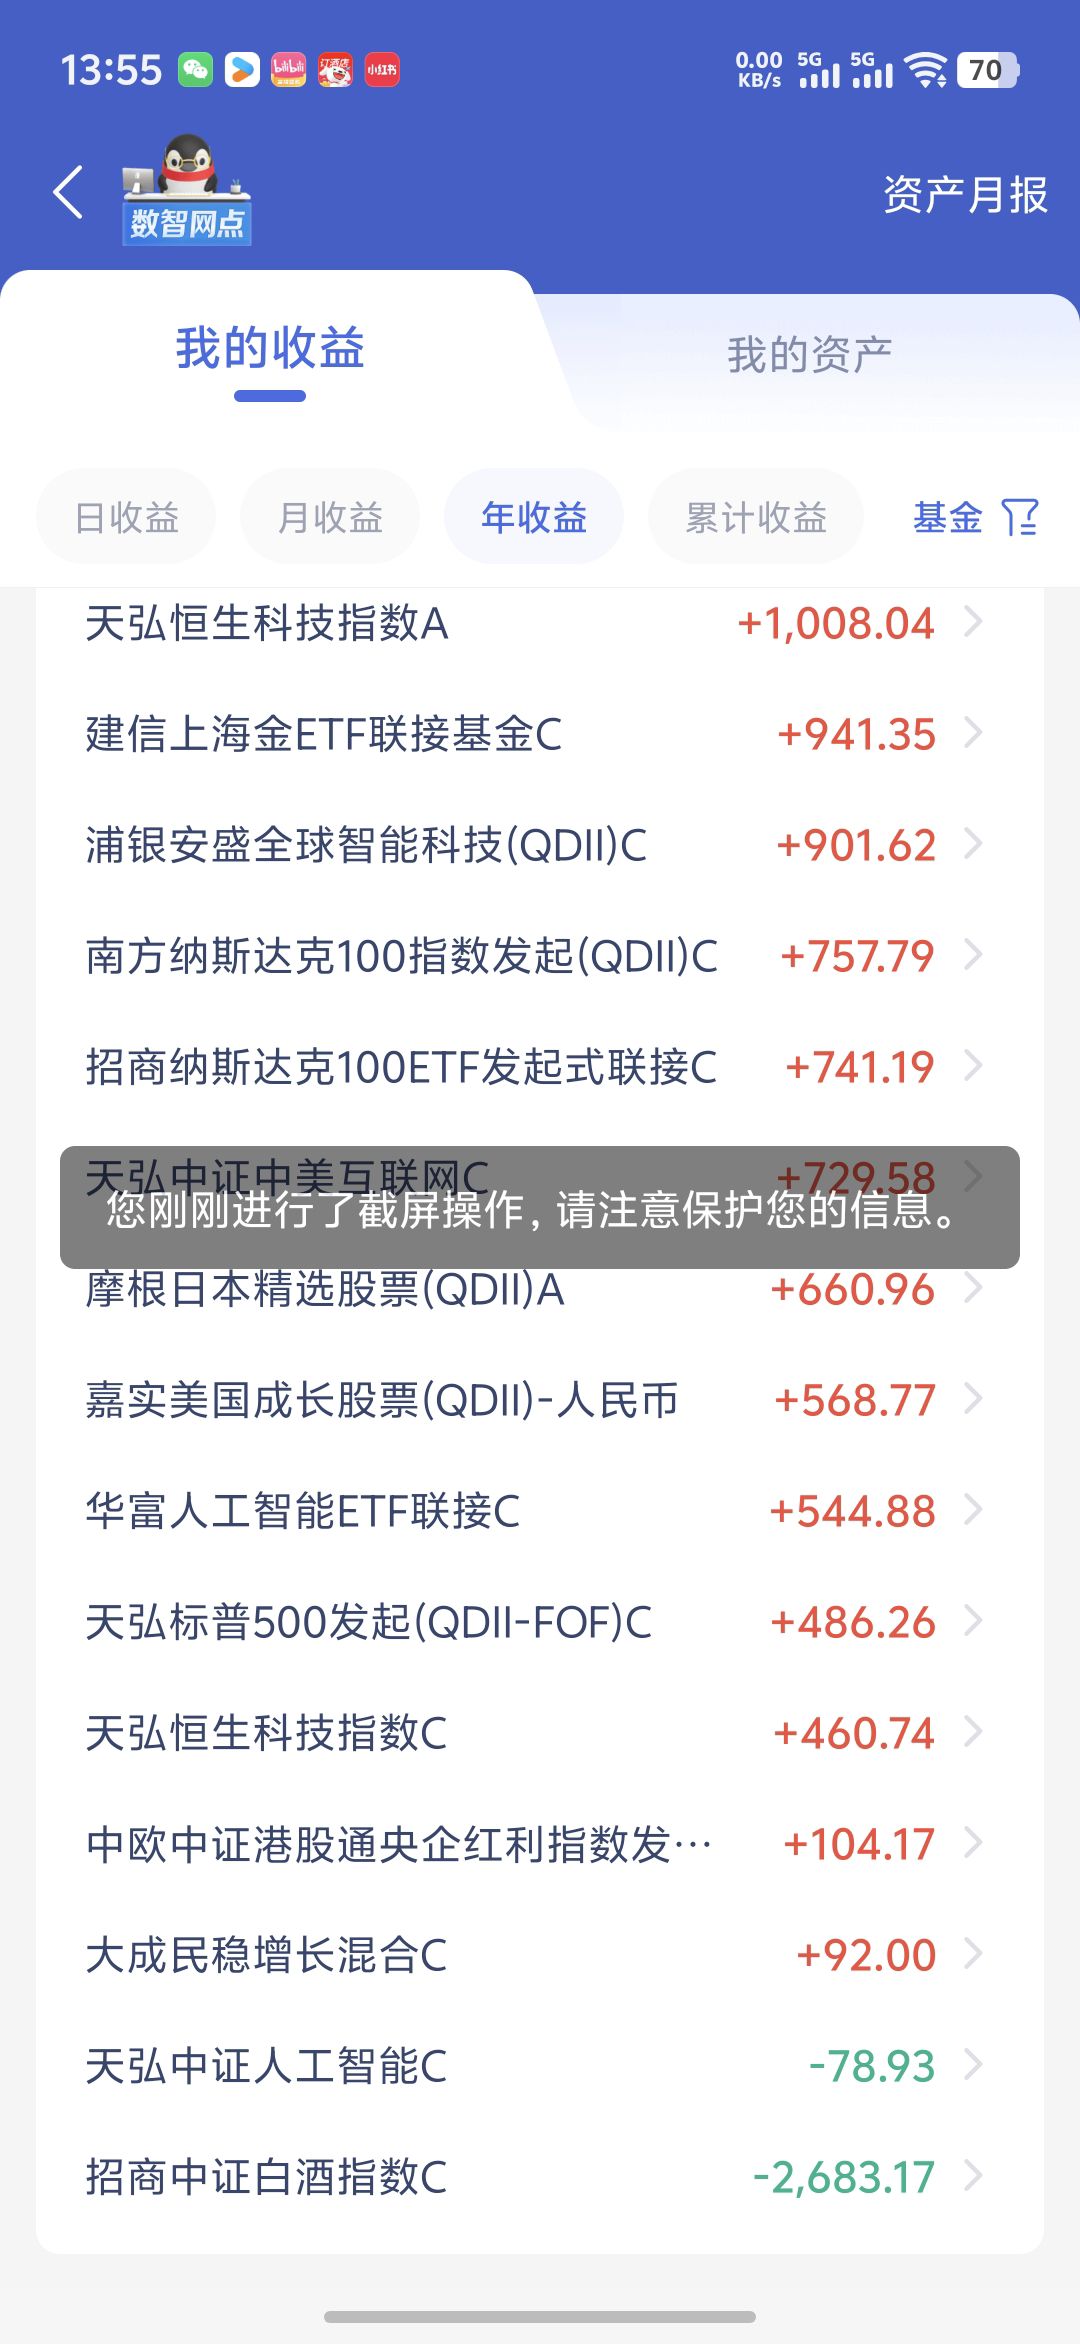 13:55
0.00 KB/s 5G 5G 70
bilibili
小红书
数智网点
资产月报
我的收益
我的资产
日收益
月收益
年收益
累计收益
基金
天弘恒生科技指数A +1,008.04
建信上海金ETF联接基金C +941.35
浦银安盛全球智能科技(QDII)C +901.62
南方纳斯达克100指数发起(QDII)C +757.79
招商纳斯达克100ETF发起式联接C +741.19
天弘中证中美互联网C +729.58
您刚刚进行了截屏操作，请注意保护您的信息。
摩根日本精选股票(QDII)A +660.96
嘉实美国成长股票(QDII)-人民币 +568.77
华富人工智能ETF联接C +544.88
天弘标普500发起(QDII-FOF)C +486.26
天弘恒生科技指数C +460.74
中欧中证港股通央企红利指数发… +104.17
大成民稳增长混合C +92.00
天弘中证人工智能C -78.93
招商中证白酒指数C -2,683.17